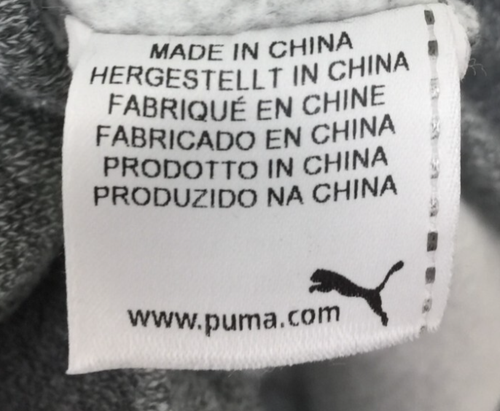 MADE IN CHINA
HERGESTELLT IN CHINA
FABRIQUÉ EN CHINE
FABRICADO EN CHINA
PRODOTTO IN CHINA
PRODUZIDO NA CHINA
www.puma.com